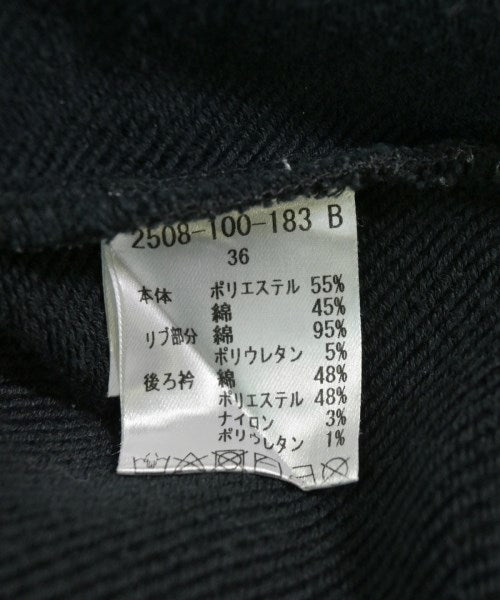 2508-100-183 B
36
本体 ポリエステル 55%
綿 45%
リブ部分 綿 95%
ポリウレタン 5%
後ろ衿 綿 48%
ポリエステル 48%
ナイロン 3%
ポリウレタン 1%